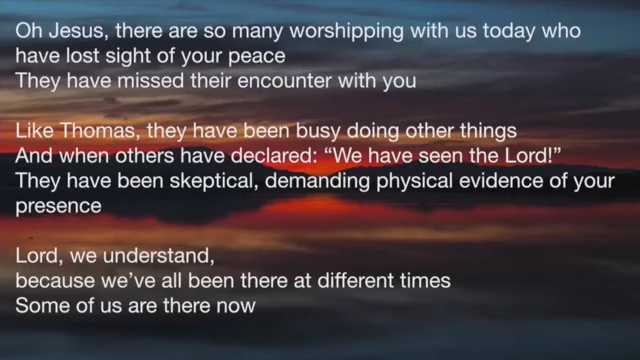 Oh Jesus, there are so many worshipping with us today who
have lost sight of your peace
They have missed their encounter with you
Like Thomas, they have been busy doing other things
And when others have declared: “We have seen the Lord!”
They have been skeptical, demanding physical evidence of your
presence
Lord, we understand,
because we’ve all been there at different times
Some of us are there now